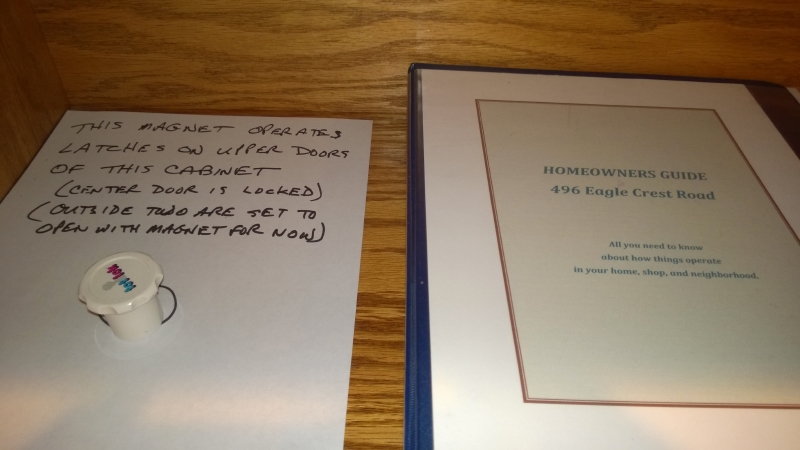 THIS MAGNET OPERATES
LATCHES ON UPPER DOORS
OF THIS CABINET
(CENTER DOOR IS LOCKED)
(OUTSIDE TWO ARE SET TO
OPEN WITH MAGNET FOR NOW)
HOMEOWNERS GUIDE
496 Eagle Crest Road
All you need to know
about how things operate
in your home, shop, and neighborhood.